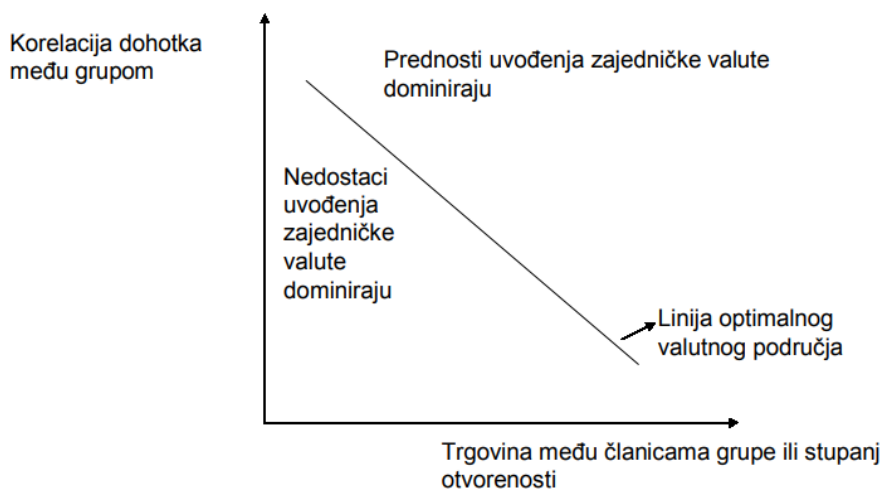 Korelacija dohotka
među grupom
Prednosti uvođenja zajedničke valute
dominiraju
Nedostaci
uvođenja
zajedničke
valute
dominiraju
Linija optimalnog
valutnog područja
Trgovina među članicama grupe ili stupanj
otvorenosti